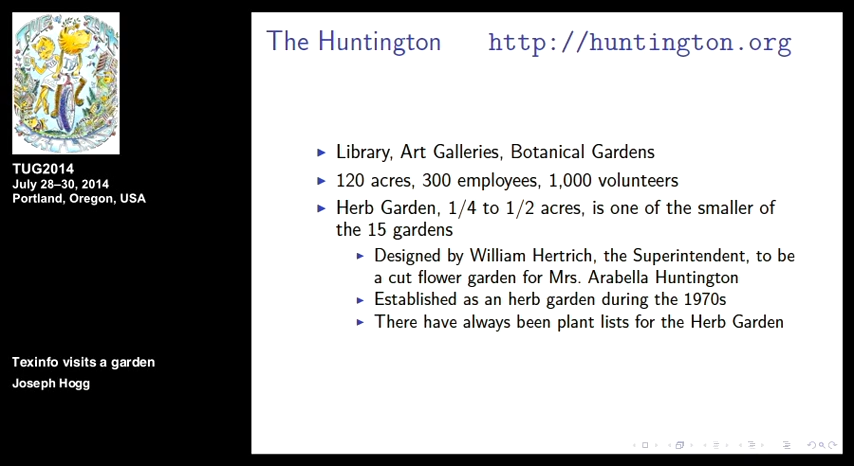 TUG2014
July 28–30, 2014
Portland, Oregon, USA
Texinfo visits a garden
Joseph Hogg
The Huntington http://huntington.org
Library, Art Galleries, Botanical Gardens
120 acres, 300 employees, 1,000 volunteers
Herb Garden, 1/4 to 1/2 acres, is one of the smaller of
the 15 gardens
Designed by William Hertrich, the Superintendent, to be
a cut flower garden for Mrs. Arabella Huntington
Established as an herb garden during the 1970s
There have always been plant lists for the Herb Garden